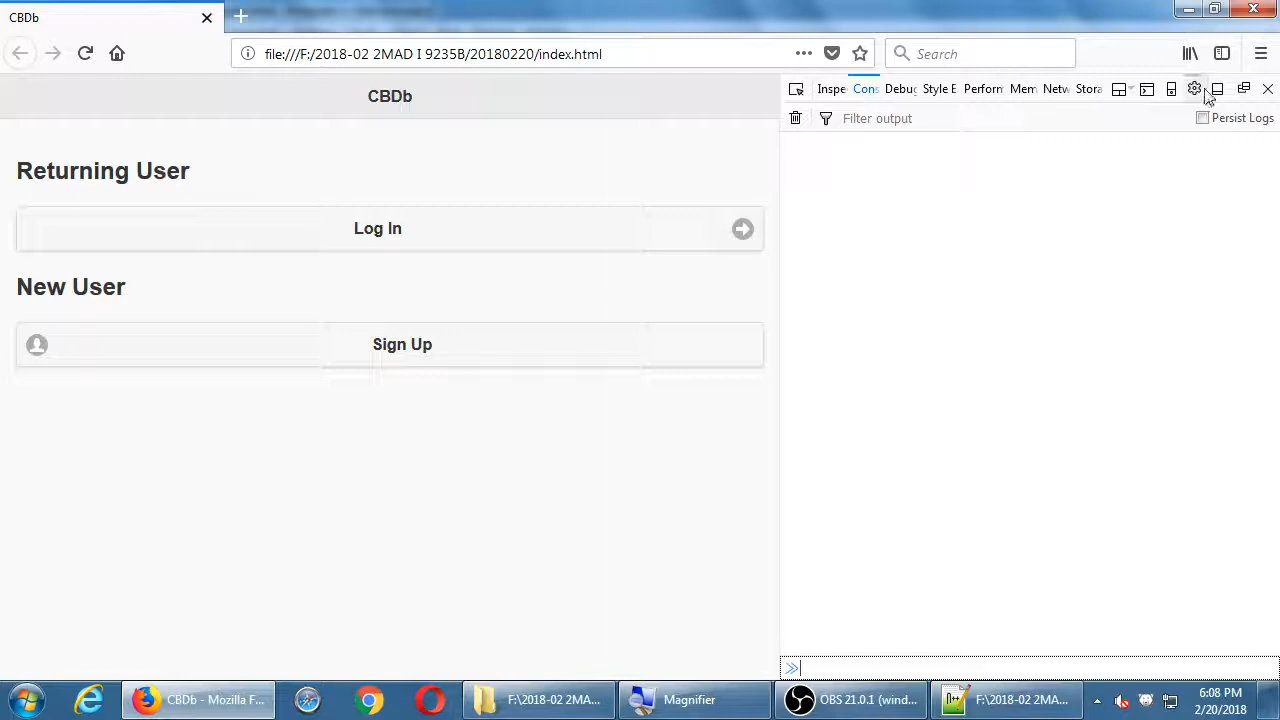 CBDb
file:///F:/2018-02 2MAD I 9235B/20180220/index.html
Search
CBDb
Inspe Cons Debug Style E Perform Mem Netw Stora
Filter output
Persist Logs
Returning User
Log In
New User
Sign Up
CBDb - Mozilla F...
F:\2018-02 2MA...
Magnifier
OBS 21.0.1 (wind...
F:\2018-02 2MA...
6:08 PM
2/20/2018